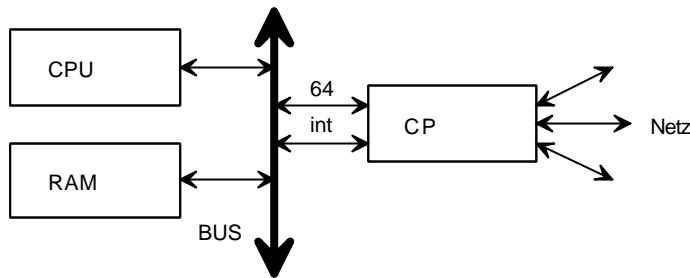 CPU
64
int
CP
Netz
RAM
BUS